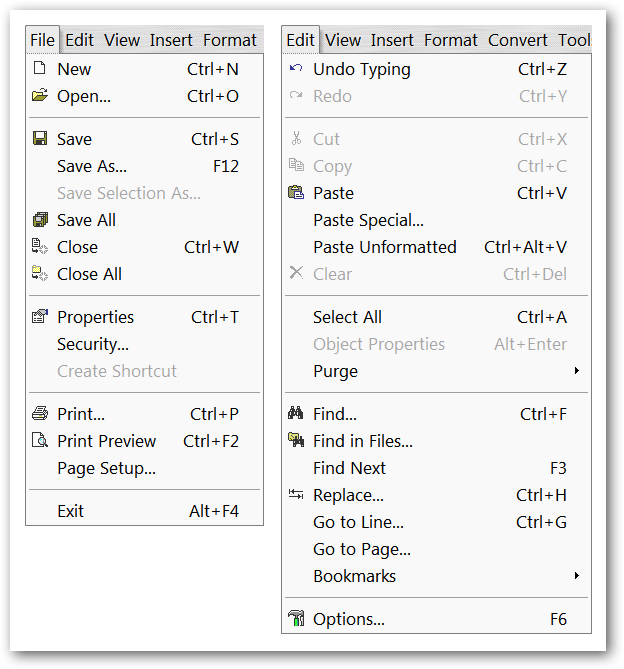 File Edit View Insert Format
New Ctrl+N
Open... Ctrl+O
Save Ctrl+S
Save As... F12
Save Selection As...
Save All
Close Ctrl+W
Close All
Properties Ctrl+T
Security...
Create Shortcut
Print... Ctrl+P
Print Preview Ctrl+F2
Page Setup...
Exit Alt+F4
Edit View Insert Format Convert Tool
Undo Typing Ctrl+Z
Redo Ctrl+Y
Cut Ctrl+X
Copy Ctrl+C
Paste Ctrl+V
Paste Special...
Paste Unformatted Ctrl+Alt+V
Clear Ctrl+Del
Select All Ctrl+A
Object Properties Alt+Enter
Purge
Find... Ctrl+F
Find in Files...
Find Next F3
Replace... Ctrl+H
Go to Line... Ctrl+G
Go to Page...
Bookmarks
Options... F6